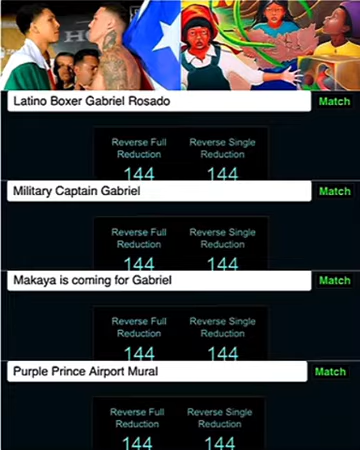 Latino Boxer Gabriel Rosado Match
Reverse Full Reverse Single
Reduction Reduction
144 144
Military Captain Gabriel Match
Reverse Full Reverse Single
Reduction Reduction
144 144
Makaya is coming for Gabriel Match
Reverse Full Reverse Single
Reduction Reduction
144 144
Purple Prince Airport Mural Match
Reverse Full Reverse Single
Reduction Reduction
144 144